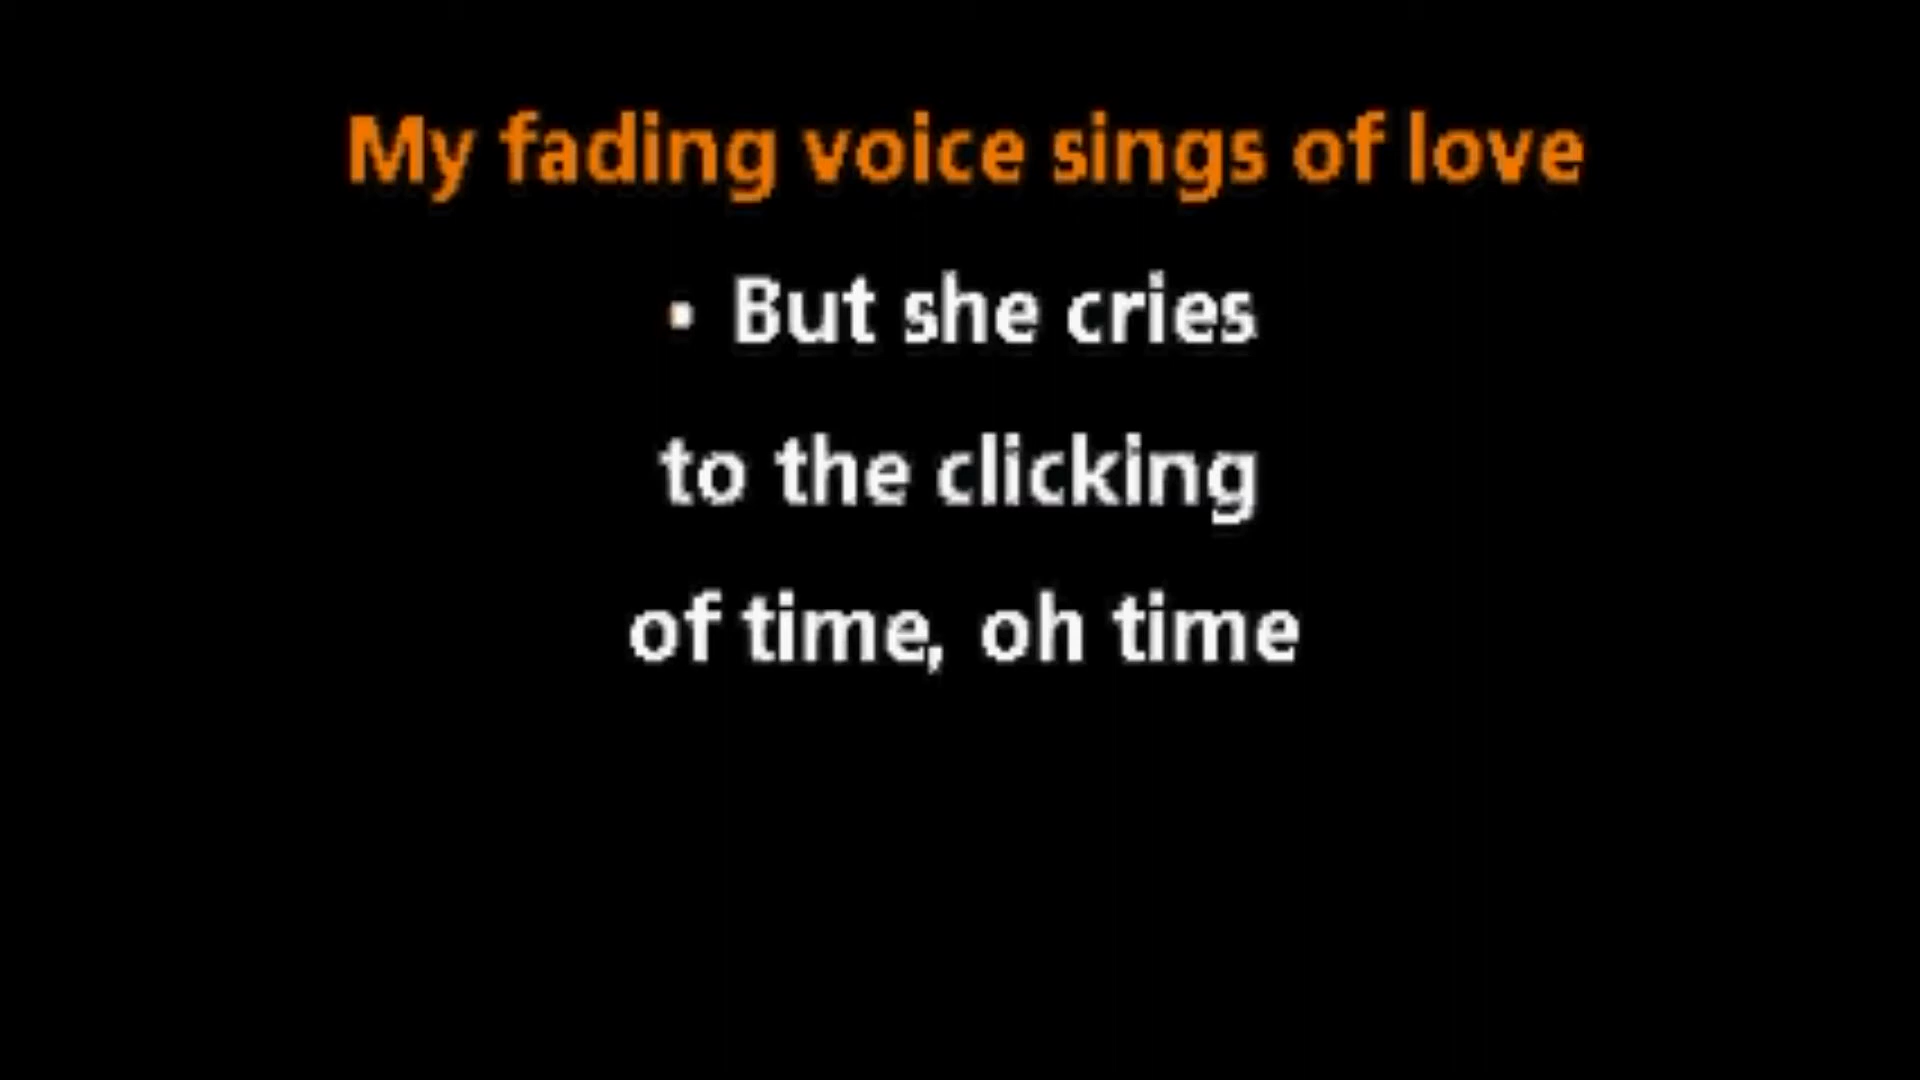 My fading voice sings of love
• But she cries
to the clicking
of time, oh time